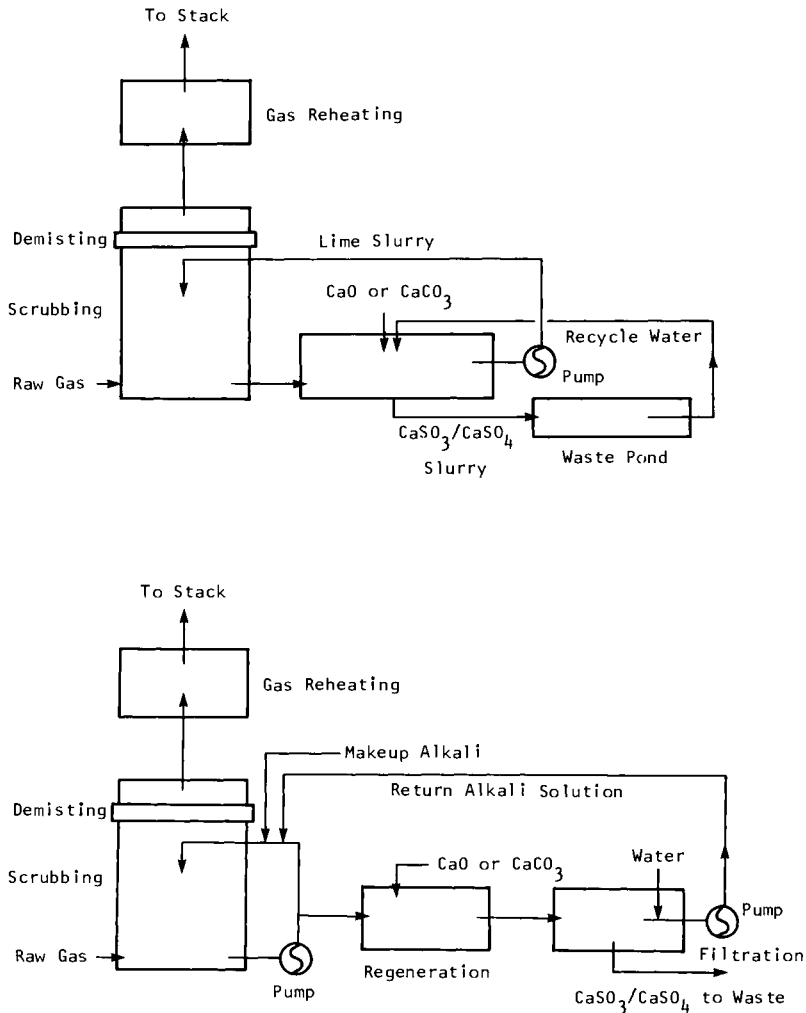 To Stack
Gas Reheating
Demisting
Lime Slurry
CaO or CaCO3
Scrubbing
Recycle Water
Raw Gas
Pump
CaSO3/CaSO4
Slurry
Waste Pond
To Stack
Gas Reheating
Makeup Alkali
Return Alkali Solution
Demisting
CaO or CaCO3
Water
Scrubbing
Pump
Raw Gas
Regeneration
Filtration
Pump
CaSO3/CaSO4 to Waste